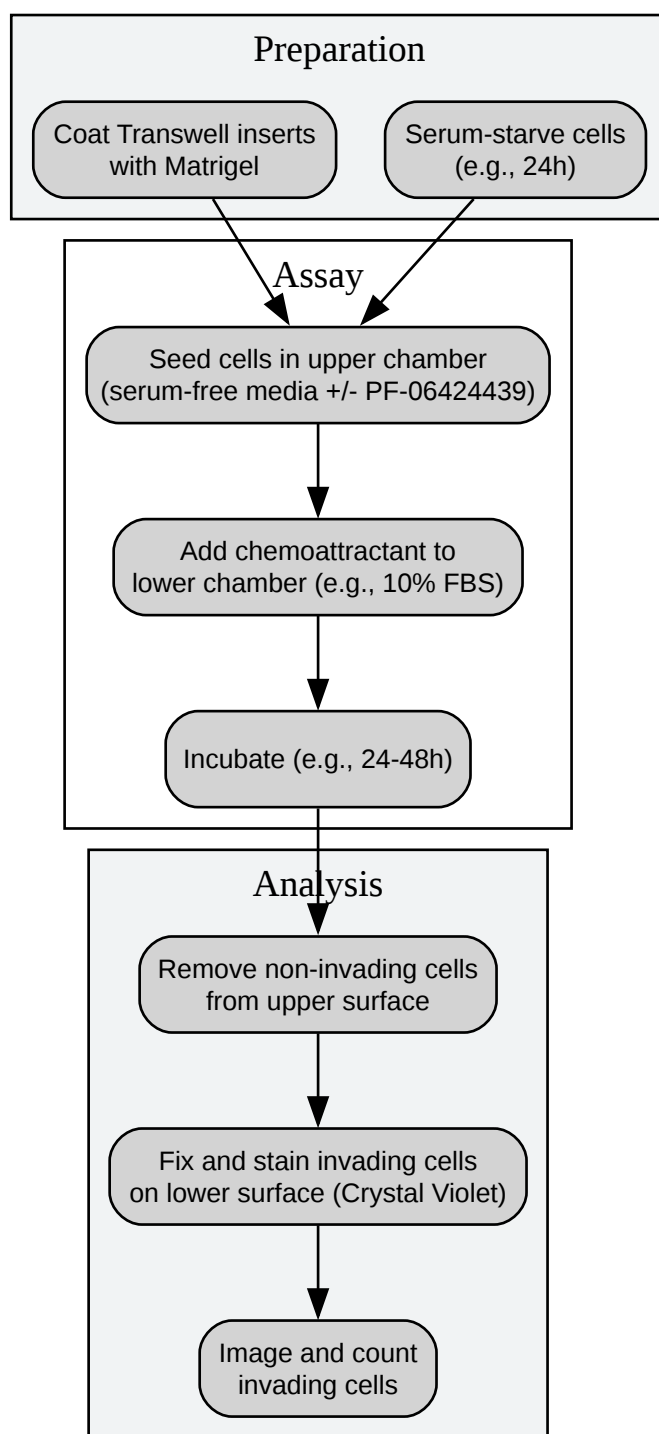 Preparation
Coat Transwell inserts
with Matrigel
Serum-starve cells
(e.g., 24h)
Assay
Seed cells in upper chamber
(serum-free media +/- PF-06424439)
Add chemoattractant to
lower chamber (e.g., 10% FBS)
Incubate (e.g., 24-48h)
Analysis
Remove non-invading cells
from upper surface
Fix and stain invading cells
on lower surface (Crystal Violet)
Image and count
invading cells